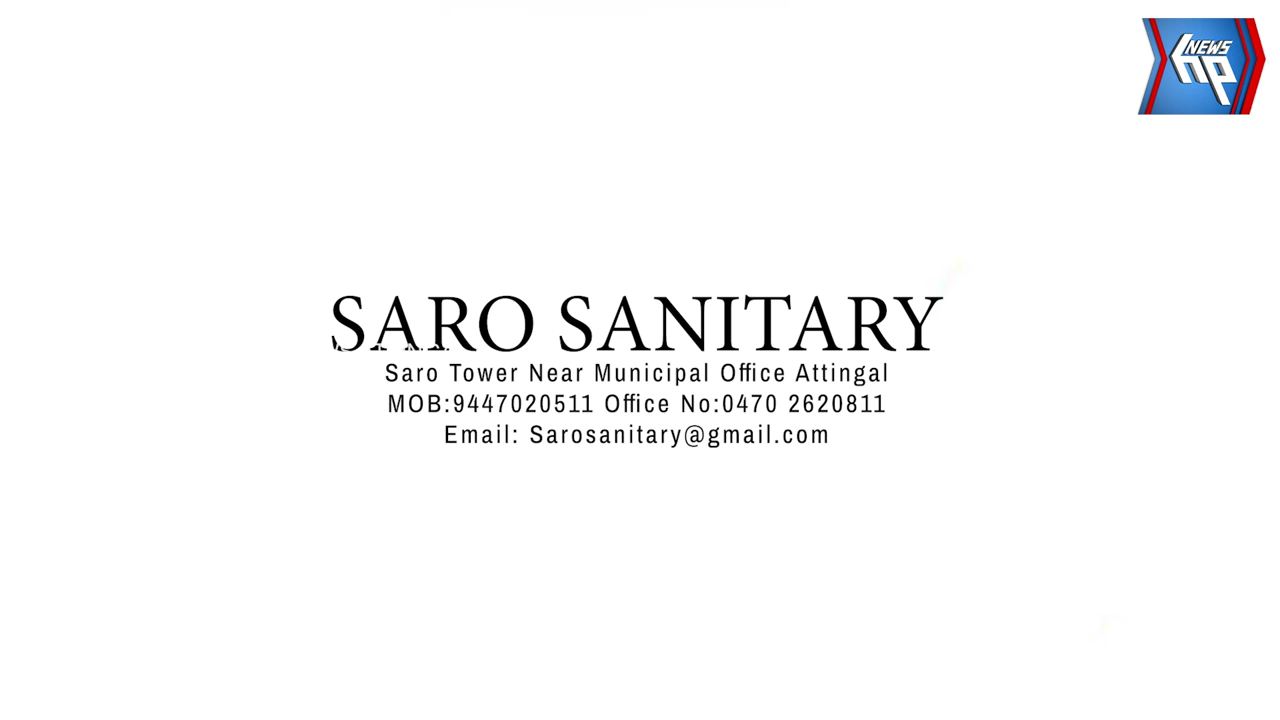 NEWS
hp
SARO SANITARY
Saro Tower Near Municipal Office Attingal
MOB:9447020511 Office No:0470 2620811
Email: Sarosanitary@gmail.com